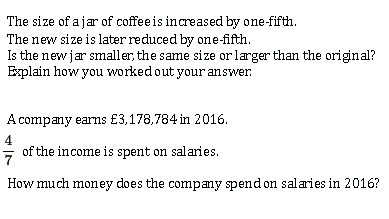 The size of a jar of coffee is increased by one-fifth.
The new size is later reduced by one-fifth.
Is the new jar smaller, the same size or larger than the original?
Explain how you worked out your answer.
A company earns £3,178,784 in 2016.
4/7 of the income is spent on salaries.
How much money does the company spend on salaries in 2016?